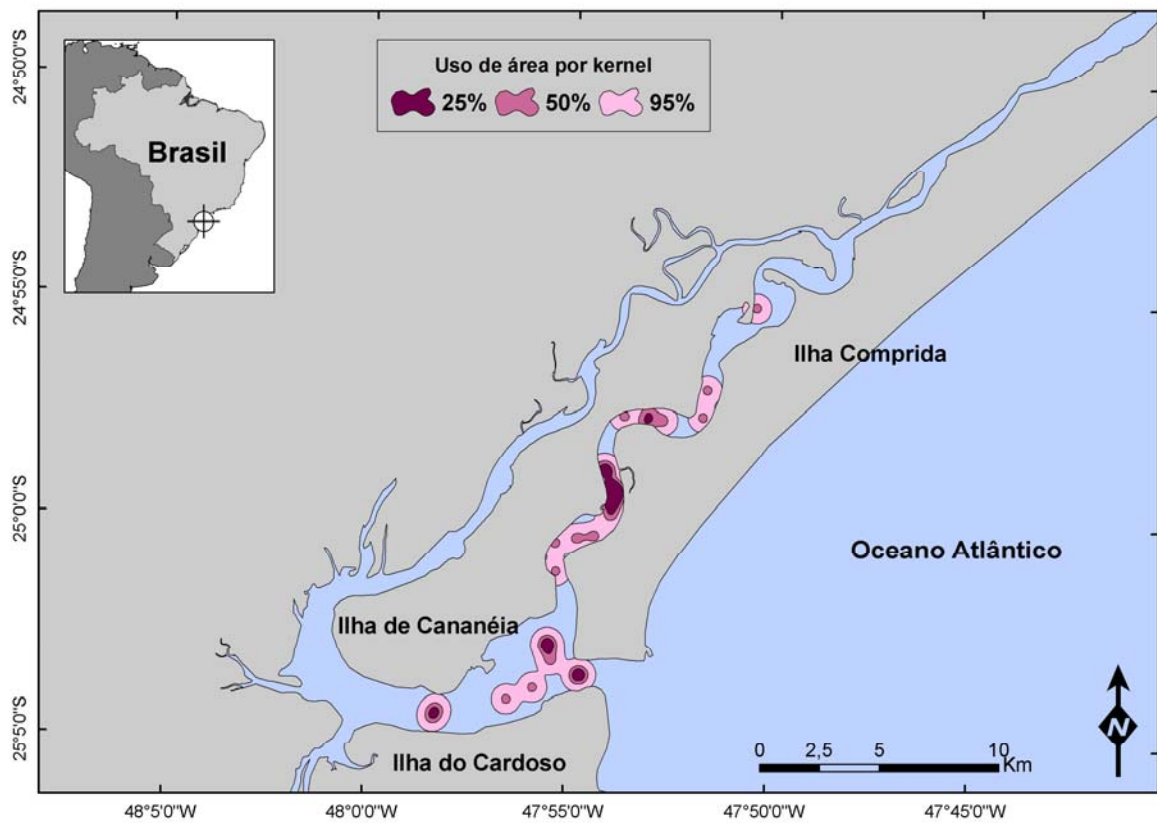 Uso de área por kernel
25% 50% 95%
Brasil
24°50'0"S
24°55'0"S
25°0'0"S
25°5'0"S
Ilha Comprida
Oceano Atlântico
Ilha de Cananéia
Ilha do Cardoso
N
0 2,5 5 10
Km
48°5'0"W 48°0'0"W 47°55'0"W 47°50'0"W 47°45'0"W